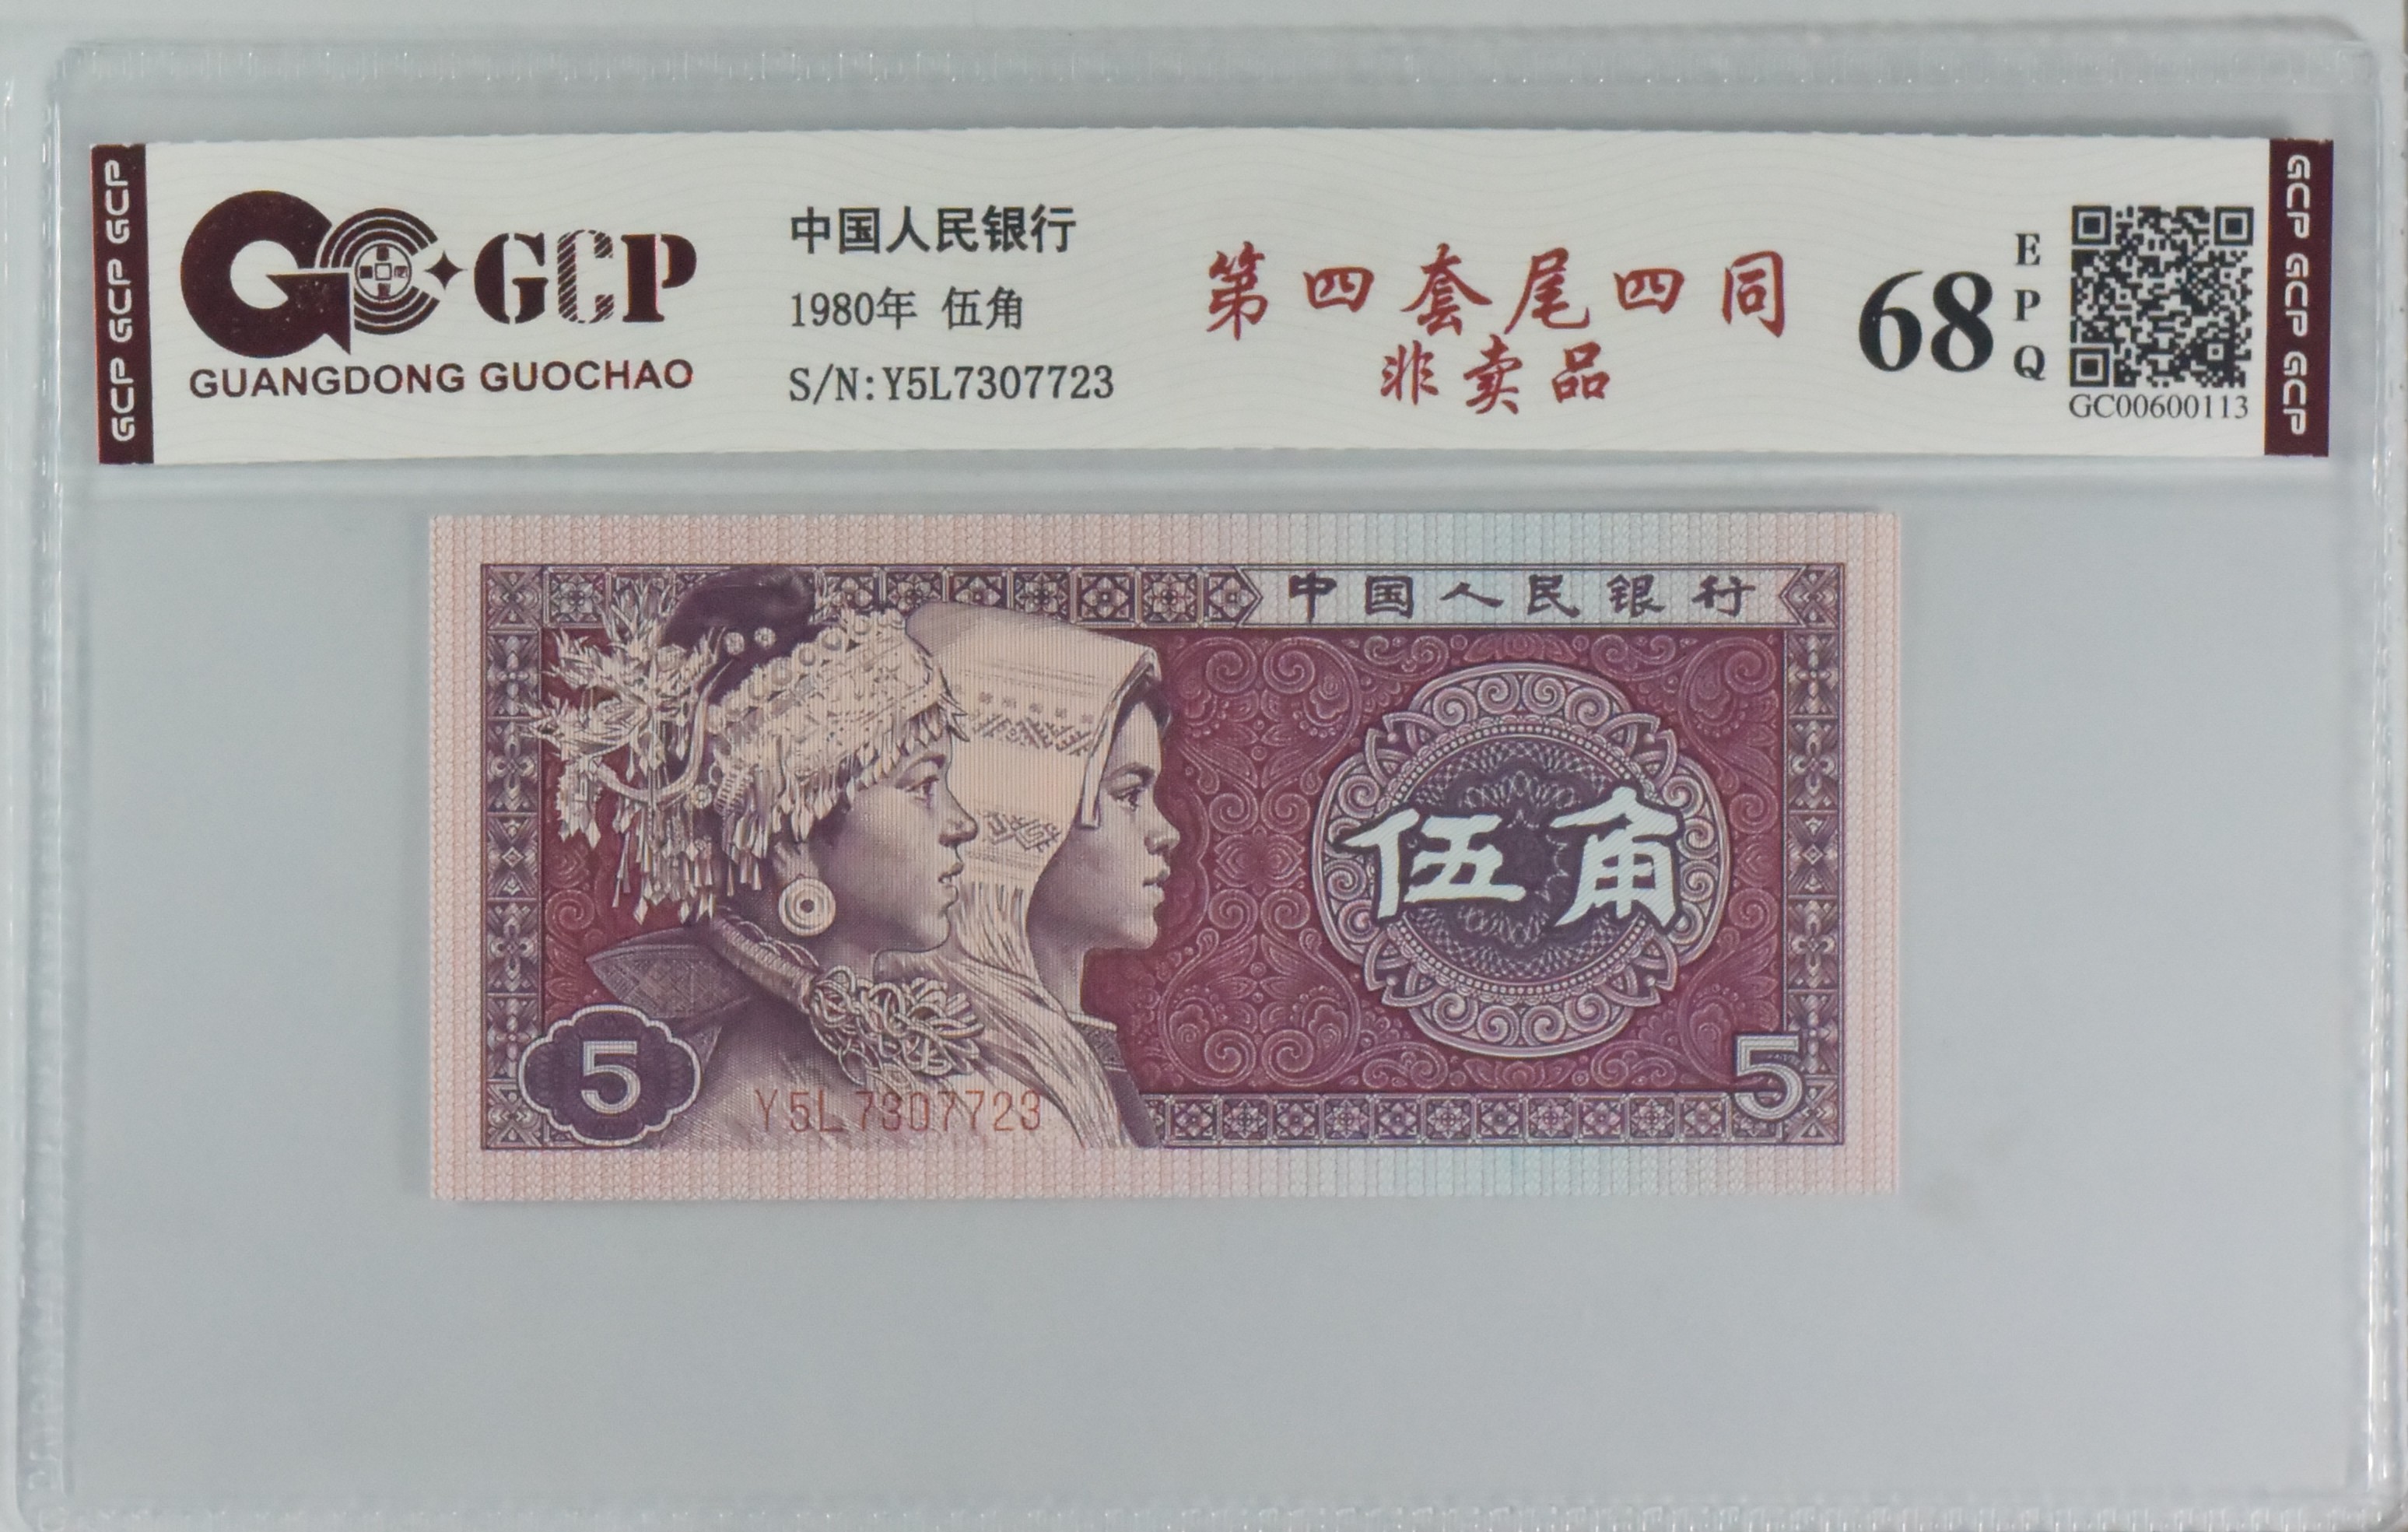 GCP GCP GCP
GCP
GUANGDONG GUOCHAO
中国人民银行
1980年 伍角
S/N:Y5L7307723
第四套尾四同
非卖品
68
EPQ
GC00600113
GCP GCP GCP
中国人民银行
伍角
5
Y5L7307723
5